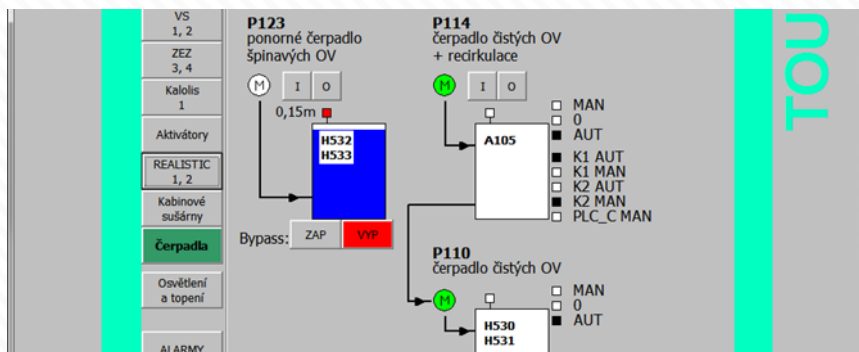 VS
1, 2
ZEZ
3, 4
Kalolis
1
Aktivátory
REALISTIC
1, 2
Kabinové
sušárny
Čerpadla
Osvětlení
a topení
ALARMY
P123
ponorné čerpadlo
špinavých OV
M
I
O
0,15m
H532
H533
Bypass:
ZAP
VYP
P114
čerpadlo čistých OV
+ recirkulace
M
I
O
A105
MAN
0
AUT
K1 AUT
K1 MAN
K2 AUT
K2 MAN
PLC_C MAN
P110
čerpadlo čistých OV
M
H530
H531
MAN
0
AUT
TOU